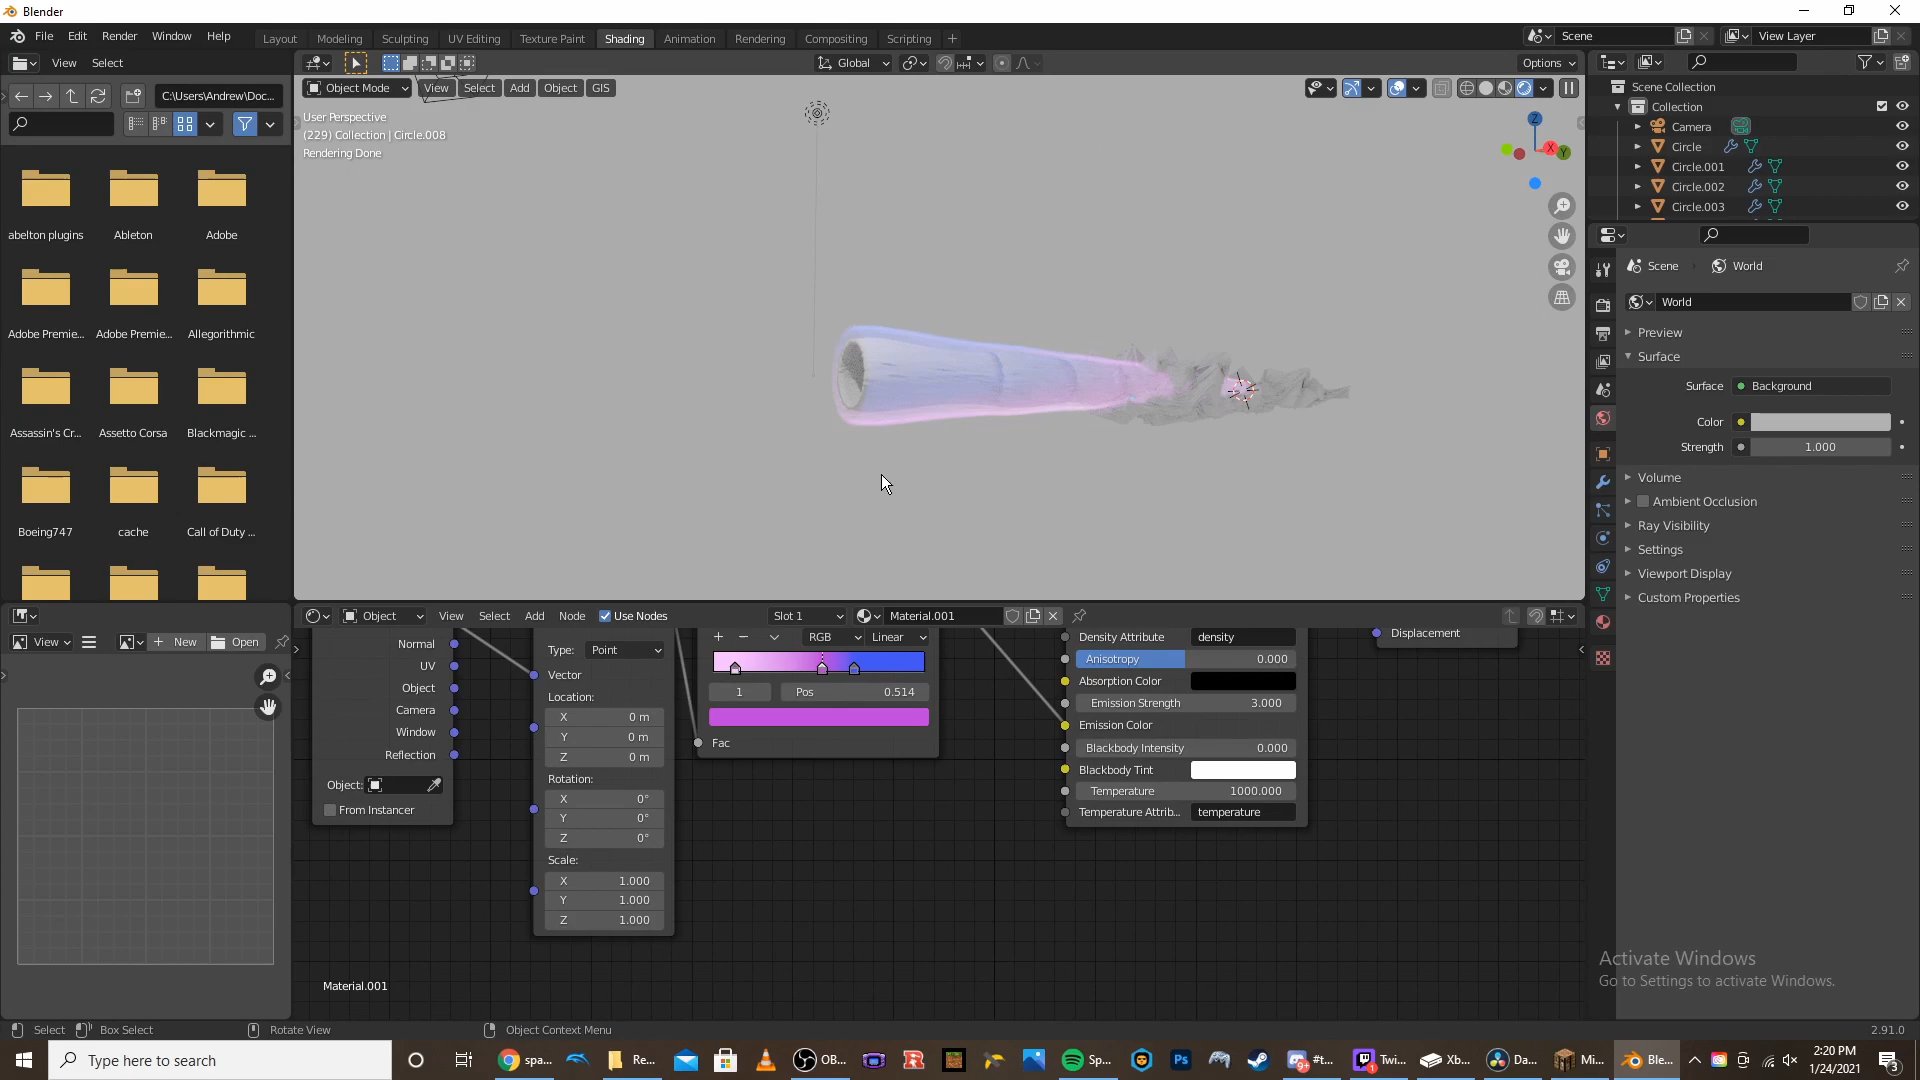 Blender
File Edit Render Window Help
Layout Modeling Sculpting UV Editing Texture Paint Shading Animation Rendering Compositing Scripting +
Scene
View Layer
View Select
Global
Options
C:\Users\Andrew\Doc...
Object Mode View Select Add Object GIS
User Perspective
(229) Collection | Circle.008
Rendering Done
Z
X
Y
Scene Collection
Collection
Camera
Circle
Circle.001
Circle.002
Circle.003
abelton plugins Ableton Adobe
Adobe Premie... Adobe Premie... Allegorithmic
Assassin's Cr... Assetto Corsa Blackmagic ...
Boeing747 cache Call of Duty ...
Scene World
World
Preview
Surface
Surface Background
Color
Strength 1.000
Volume
Ambient Occlusion
Ray Visibility
Settings
Viewport Display
Custom Properties
View New Open
Object View Select Add Node Use Nodes Slot 1 Material.001
Normal
UV
Object
Camera
Window
Reflection
Object:
From Instancer
Type: Point
Vector
Location:
X 0 m
Y 0 m
Z 0 m
Rotation:
X 0°
Y 0°
Z 0°
Scale:
X 1.000
Y 1.000
Z 1.000
+ − RGB Linear
1 Pos 0.514
Fac
Density Attribute density
Anisotropy 0.000
Absorption Color
Emission Strength 3.000
Emission Color
Blackbody Intensity 0.000
Blackbody Tint
Temperature 1000.000
Temperature Attrib... temperature
Displacement
Material.001
Activate Windows
Go to Settings to activate Windows.
Select Box Select Rotate View Object Context Menu 2.91.0
Type here to search
spa... Re... OB... Sp... #t... Twi... Xb... Da... Mi... Ble...
2:20 PM
1/24/2021
3